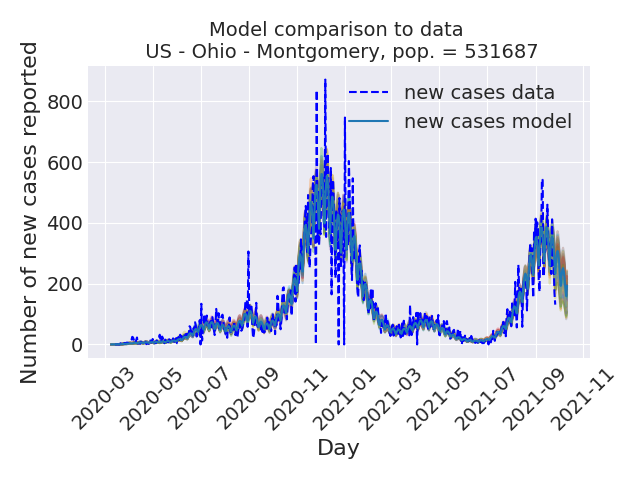 Model comparison to data
US - Ohio - Montgomery, pop. = 531687
Number of new cases reported
800
600
400
200
0
new cases data
new cases model
2020-03
2020-05
2020-07
2020-09
2020-11
2021-01
2021-03
2021-05
2021-07
2021-09
2021-11
Day